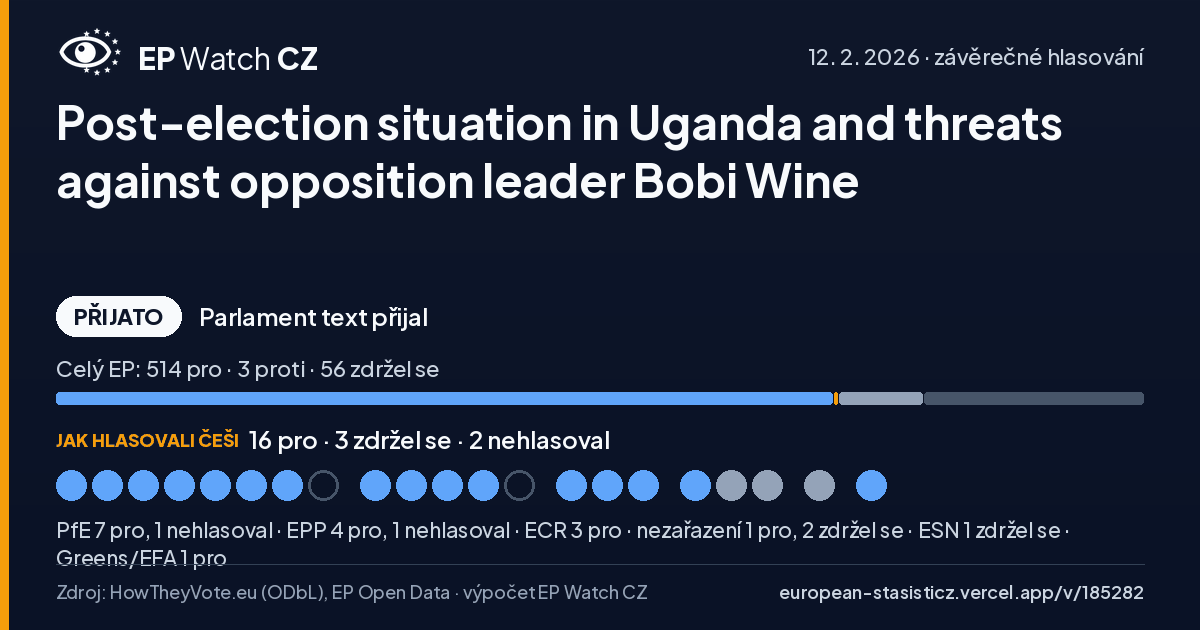 EP Watch CZ
12. 2. 2026 · závěrečné hlasování
Post-election situation in Uganda and threats
against opposition leader Bobi Wine
PŘIJATO Parlament text přijal
Celý EP: 514 pro · 3 proti · 56 zdržel se
JAK HLASOVALI ČEŠI 16 pro · 3 zdržel se · 2 nehlasoval
PfE 7 pro, 1 nehlasoval · EPP 4 pro, 1 nehlasoval · ECR 3 pro · nezařazení 1 pro, 2 zdržel se · ESN 1 zdržel se ·
Greens/EFA 1 pro
Zdroj: HowTheyVote.eu (ODbL), EP Open Data · výpočet EP Watch CZ
european-stasisticz.vercel.app/v/185282